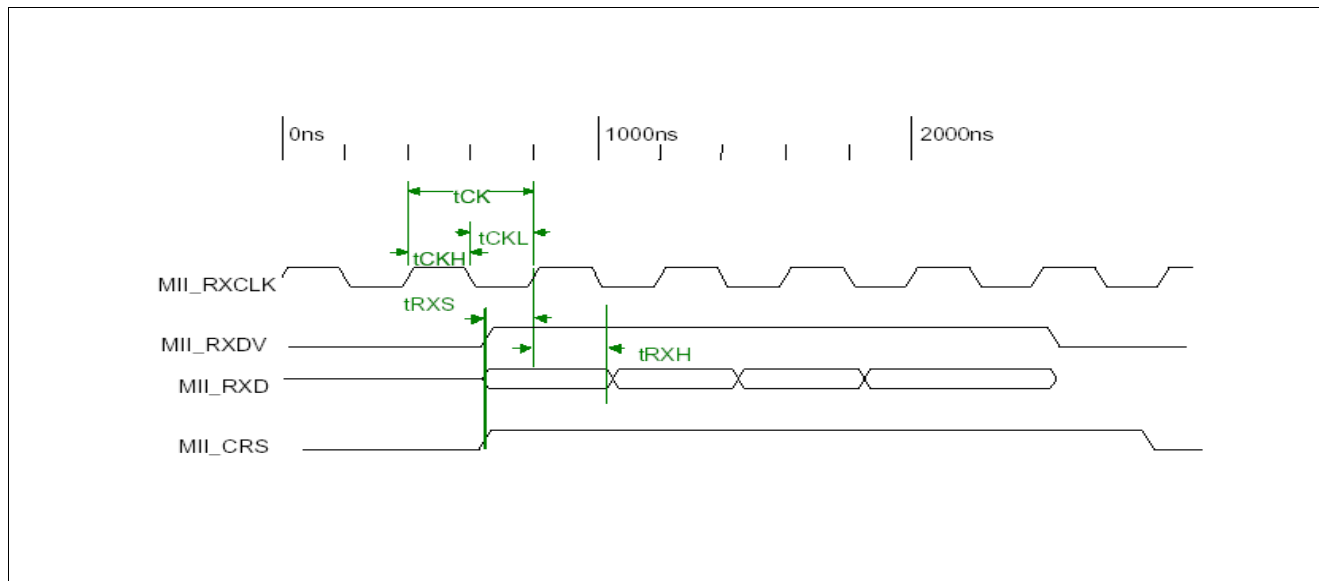 0ns 1000ns 2000ns
tCK
tCKL
tCKH
MII_RXCLK
tRXS
MII_RXDV
tRXH
MII_RXD
MII_CRS